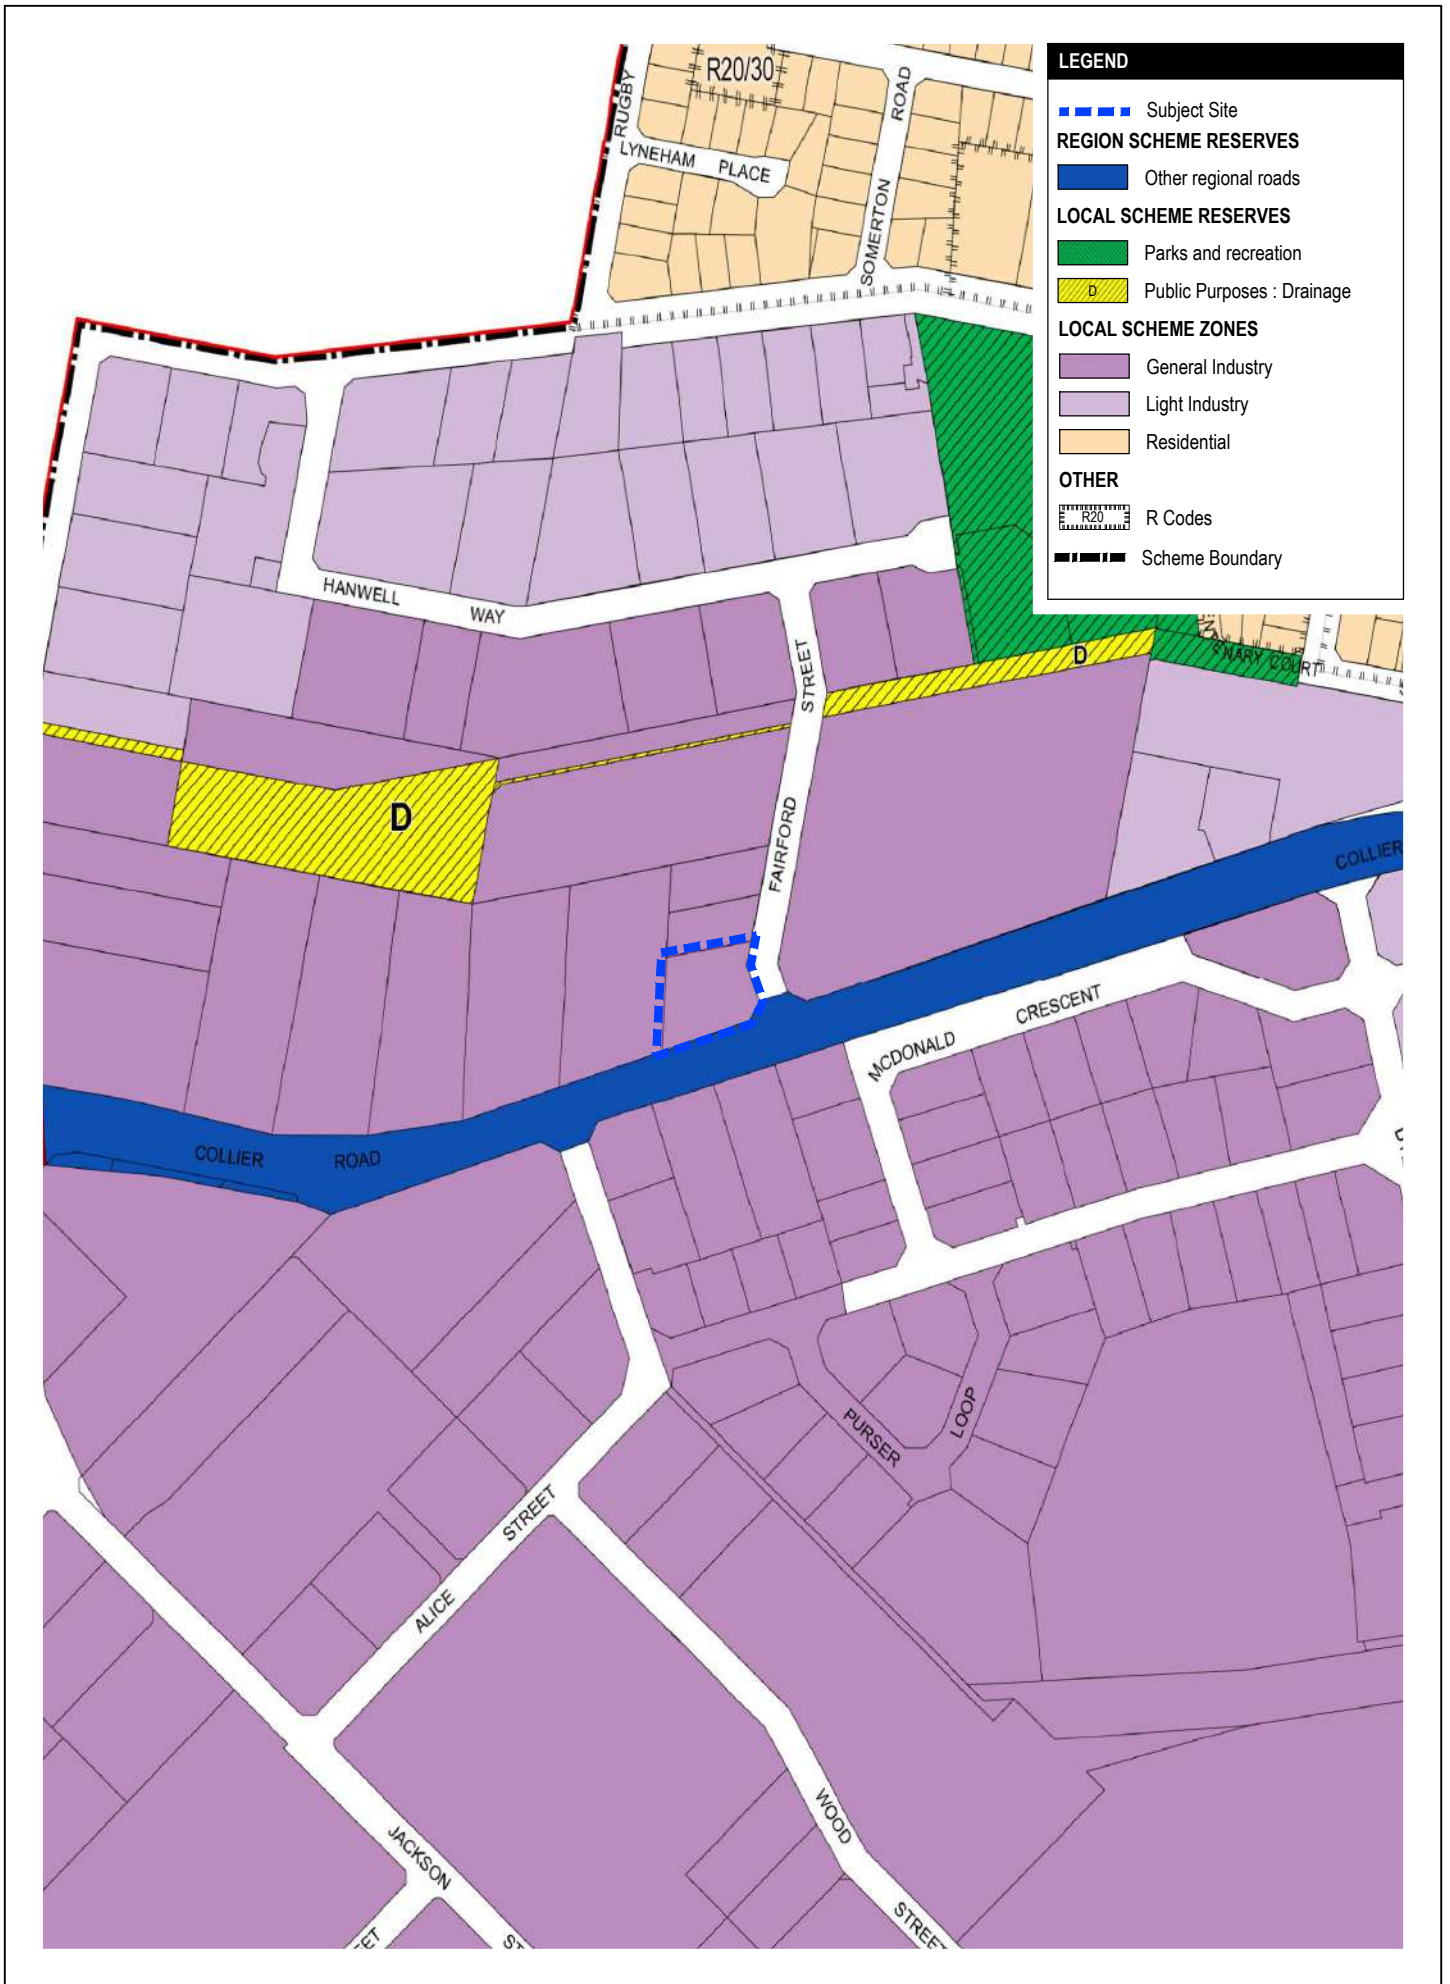 R20/30
RUGBY
LYNEHAM PLACE
SOMERTON ROAD
LEGEND
Subject Site
REGION SCHEME RESERVES
Other regional roads
LOCAL SCHEME RESERVES
Parks and recreation
D Public Purposes : Drainage
LOCAL SCHEME ZONES
General Industry
Light Industry
Residential
OTHER
R20 R Codes
Scheme Boundary
HANWELL WAY
FAIRFORD STREET
D
COURT
D
COLLIER
COLLIER ROAD
MCDONALD CRESCENT
PURSER LOOP
ALICE STREET
JACKSON
WOOD STREET